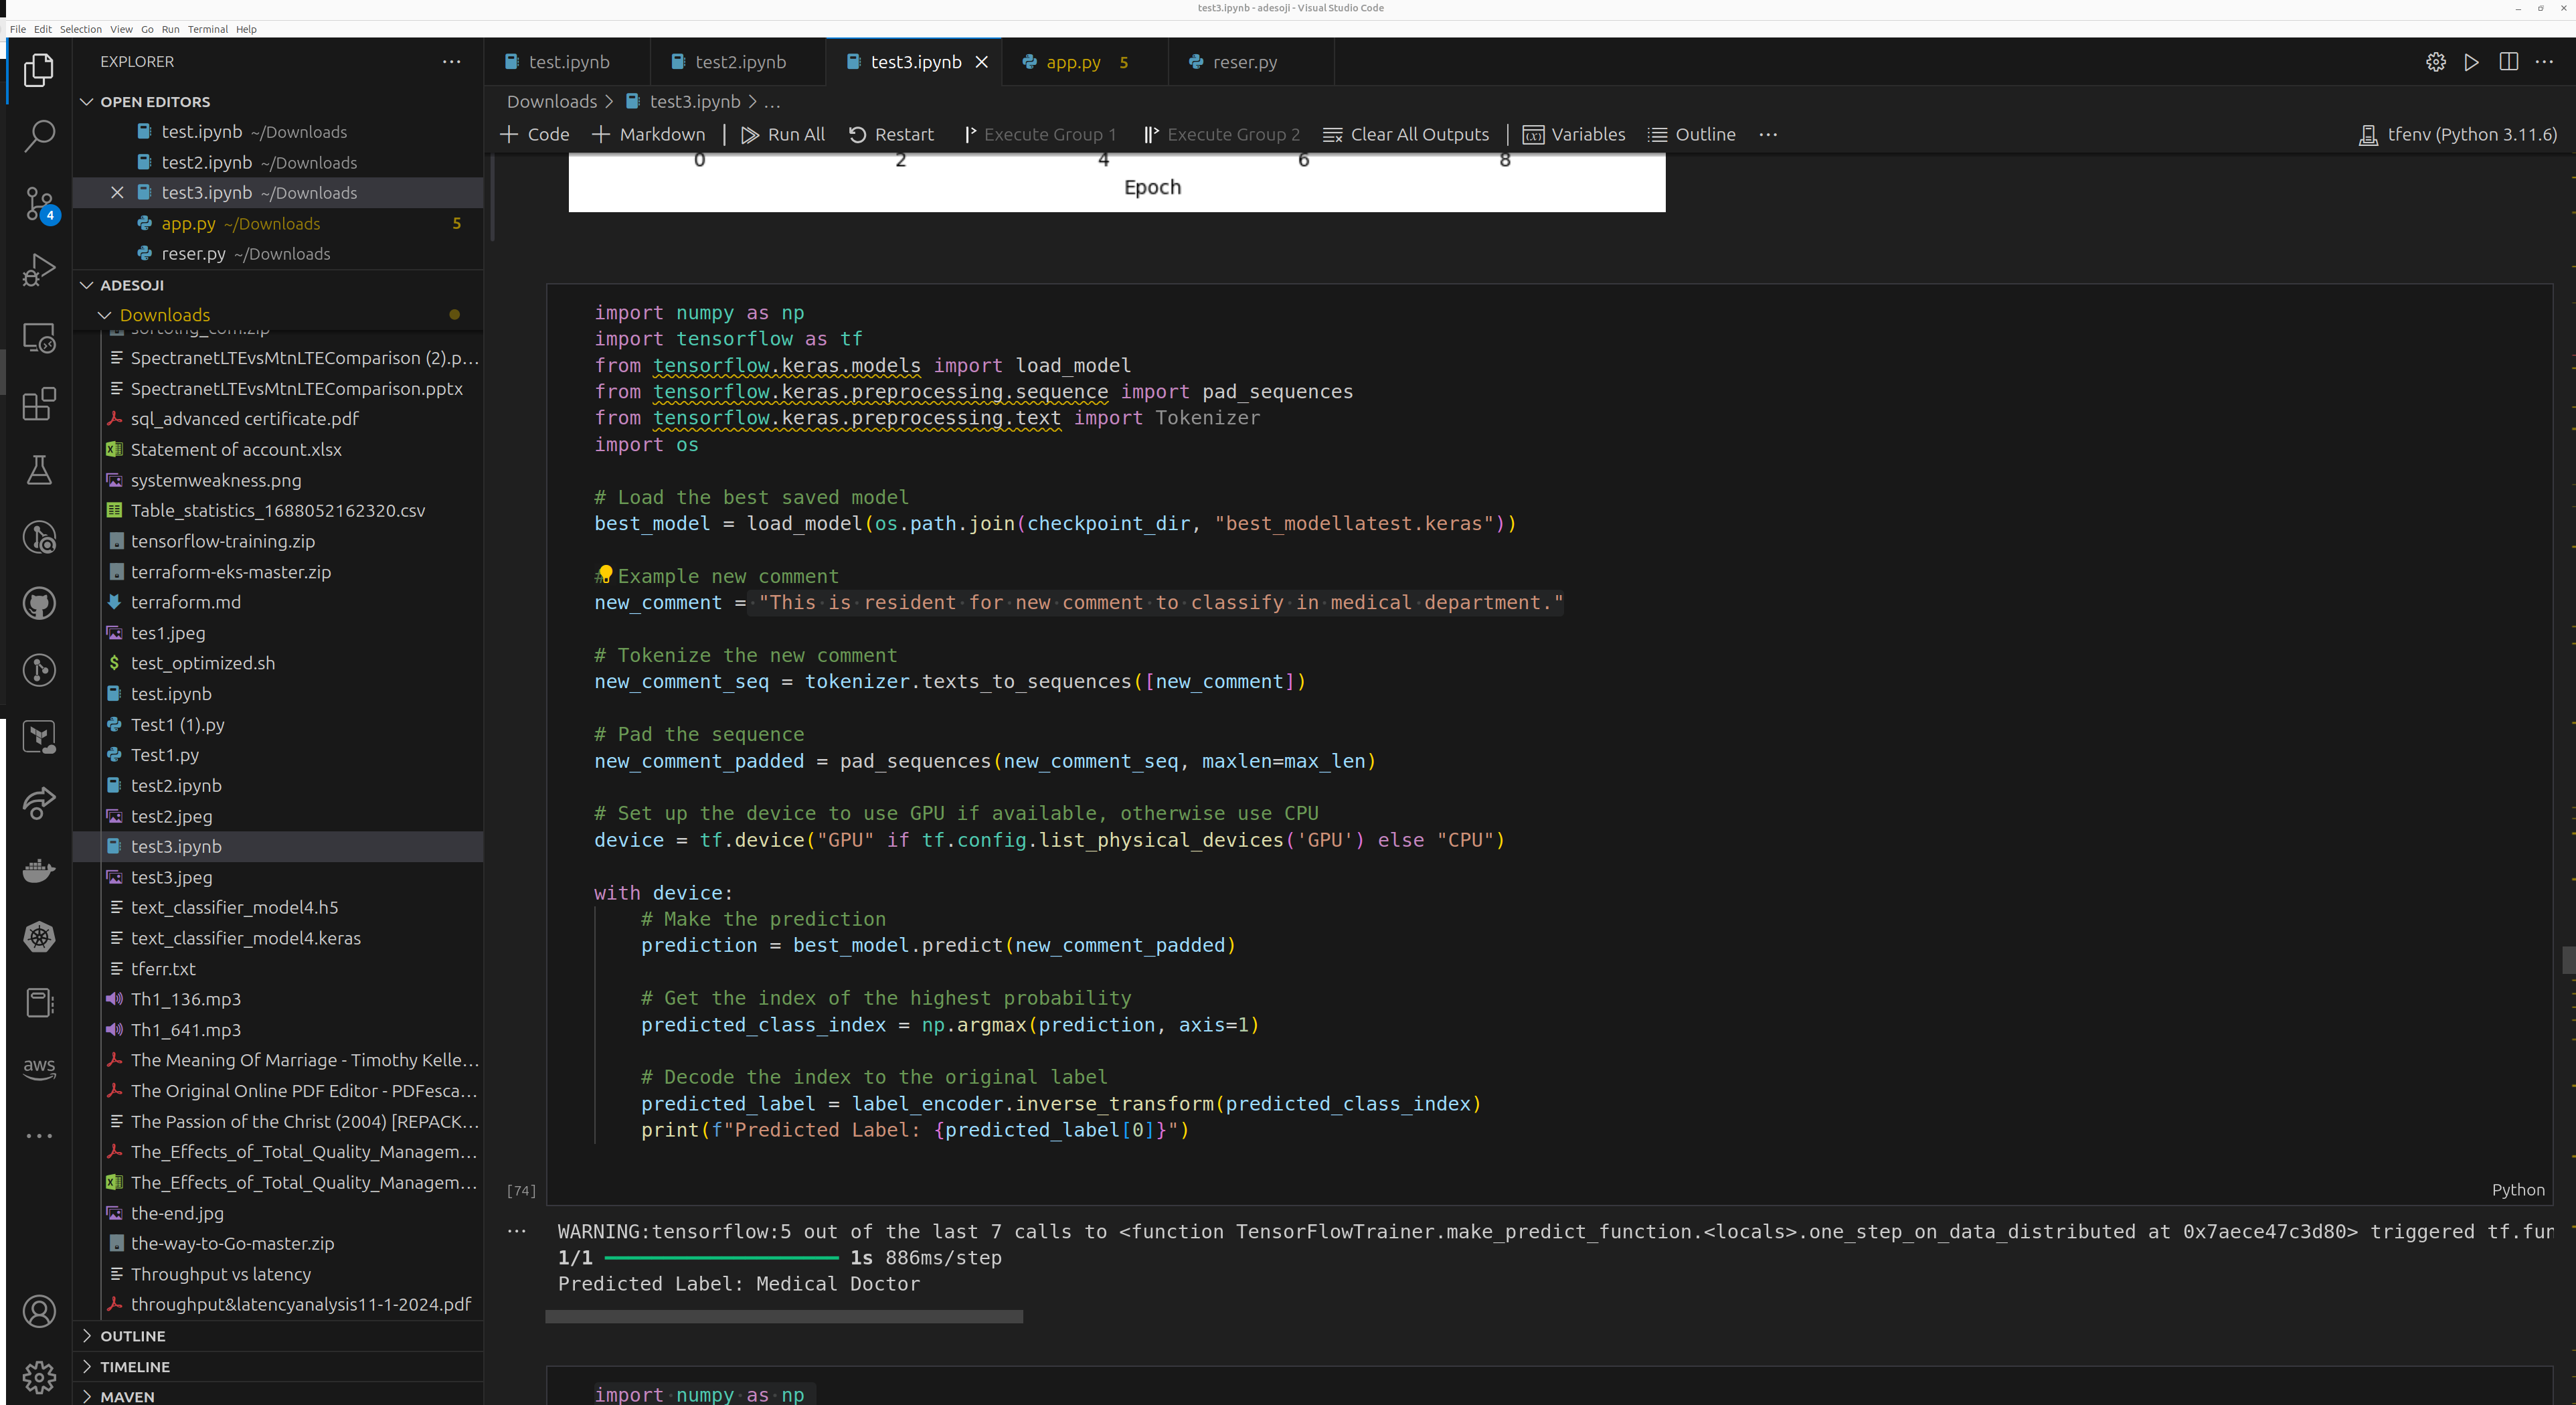 test3.ipynb - adesoji - Visual Studio Code
File Edit Selection View Go Run Terminal Help
EXPLORER
OPEN EDITORS
test.ipynb ~/Downloads
test2.ipynb ~/Downloads
test3.ipynb ~/Downloads
app.py ~/Downloads 5
reser.py ~/Downloads
ADESOJI
Downloads
SpectranetLTEvsMtnLTEComparison (2).p...
SpectranetLTEvsMtnLTEComparison.pptx
sql_advanced certificate.pdf
Statement of account.xlsx
systemweakness.png
Table_statistics_1688052162320.csv
tensorflow-training.zip
terraform-eks-master.zip
terraform.md
tes1.jpeg
test_optimized.sh
test.ipynb
Test1 (1).py
Test1.py
test2.ipynb
test2.jpeg
test3.ipynb
test3.jpeg
text_classifier_model4.h5
text_classifier_model4.keras
tferr.txt
Th1_136.mp3
Th1_641.mp3
The Meaning Of Marriage - Timothy Kelle...
The Original Online PDF Editor - PDFesca...
The Passion of the Christ (2004) [REPACK...
The_Effects_of_Total_Quality_Managem...
The_Effects_of_Total_Quality_Managem...
the-end.jpg
the-way-to-Go-master.zip
Throughput vs latency
throughput&latencyanalysis11-1-2024.pdf
OUTLINE
TIMELINE
MAVEN
4
aws
test.ipynb test2.ipynb test3.ipynb app.py 5 reser.py
Downloads > test3.ipynb > ...
+ Code + Markdown | Run All Restart Execute Group 1 Execute Group 2 Clear All Outputs | Variables Outline ... tfenv (Python 3.11.6)
0 2 4 6 8
Epoch
import numpy as np
import tensorflow as tf
from tensorflow.keras.models import load_model
from tensorflow.keras.preprocessing.sequence import pad_sequences
from tensorflow.keras.preprocessing.text import Tokenizer
import os
# Load the best saved model
best_model = load_model(os.path.join(checkpoint_dir, "best_modellatest.keras"))
# Example new comment
new_comment = "This is resident for new comment to classify in medical department."
# Tokenize the new comment
new_comment_seq = tokenizer.texts_to_sequences([new_comment])
# Pad the sequence
new_comment_padded = pad_sequences(new_comment_seq, maxlen=max_len)
# Set up the device to use GPU if available, otherwise use CPU
device = tf.device("GPU" if tf.config.list_physical_devices('GPU') else "CPU")
with device:
# Make the prediction
prediction = best_model.predict(new_comment_padded)
# Get the index of the highest probability
predicted_class_index = np.argmax(prediction, axis=1)
# Decode the index to the original label
predicted_label = label_encoder.inverse_transform(predicted_class_index)
print(f"Predicted Label: {predicted_label[0]}")
[74] Python
WARNING:tensorflow:5 out of the last 7 calls to <function TensorFlowTrainer.make_predict_function.<locals>.one_step_on_data_distributed at 0x7aece47c3d80> triggered tf.fun
1/1 1s 886ms/step
Predicted Label: Medical Doctor
import numpy as np